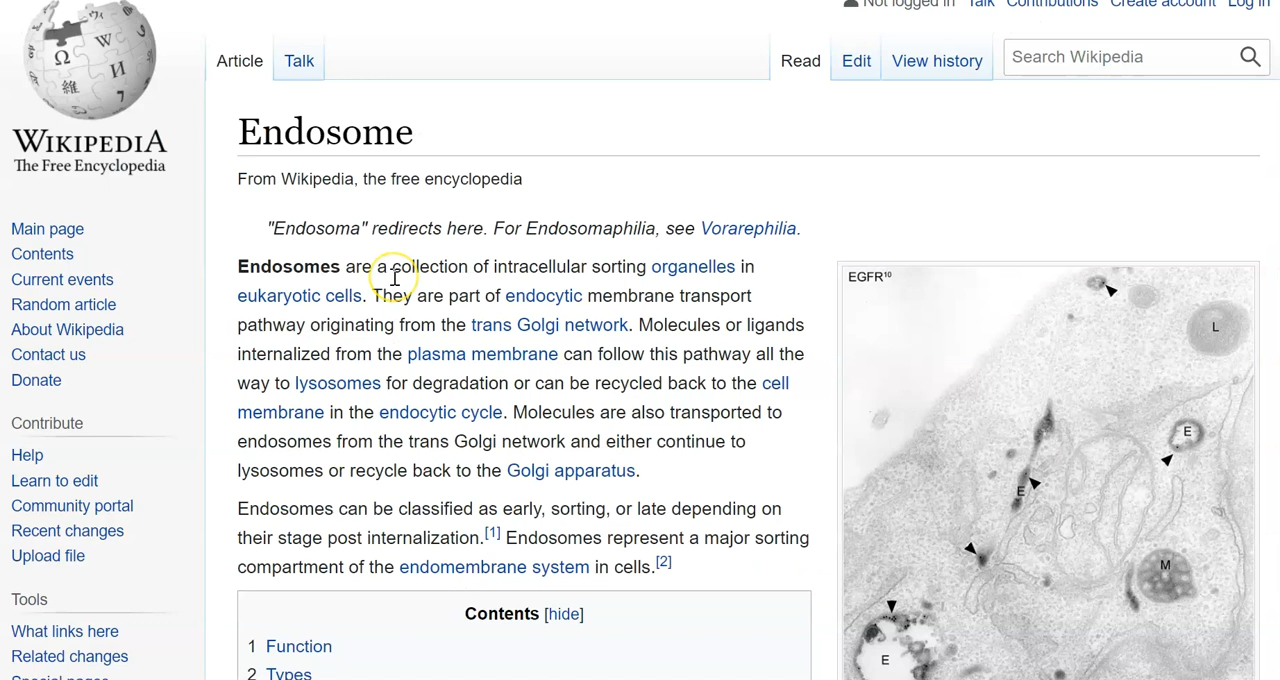 Not logged in Talk Contributions Create account Log in
Article Talk Read Edit View history Search Wikipedia
WIKIPEDIA
The Free Encyclopedia
Main page
Contents
Current events
Random article
About Wikipedia
Contact us
Donate
Contribute
Help
Learn to edit
Community portal
Recent changes
Upload file
Tools
What links here
Related changes
Special pages
Endosome
From Wikipedia, the free encyclopedia
"Endosoma" redirects here. For Endosomaphilia, see Vorarephilia.
Endosomes are a collection of intracellular sorting organelles in
eukaryotic cells. They are part of endocytic membrane transport
pathway originating from the trans Golgi network. Molecules or ligands
internalized from the plasma membrane can follow this pathway all the
way to lysosomes for degradation or can be recycled back to the cell
membrane in the endocytic cycle. Molecules are also transported to
endosomes from the trans Golgi network and either continue to
lysosomes or recycle back to the Golgi apparatus.
Endosomes can be classified as early, sorting, or late depending on
their stage post internalization.[1] Endosomes represent a major sorting
compartment of the endomembrane system in cells.[2]
Contents [hide]
1 Function
2 Types
EGFR10
L
E
E
M
E